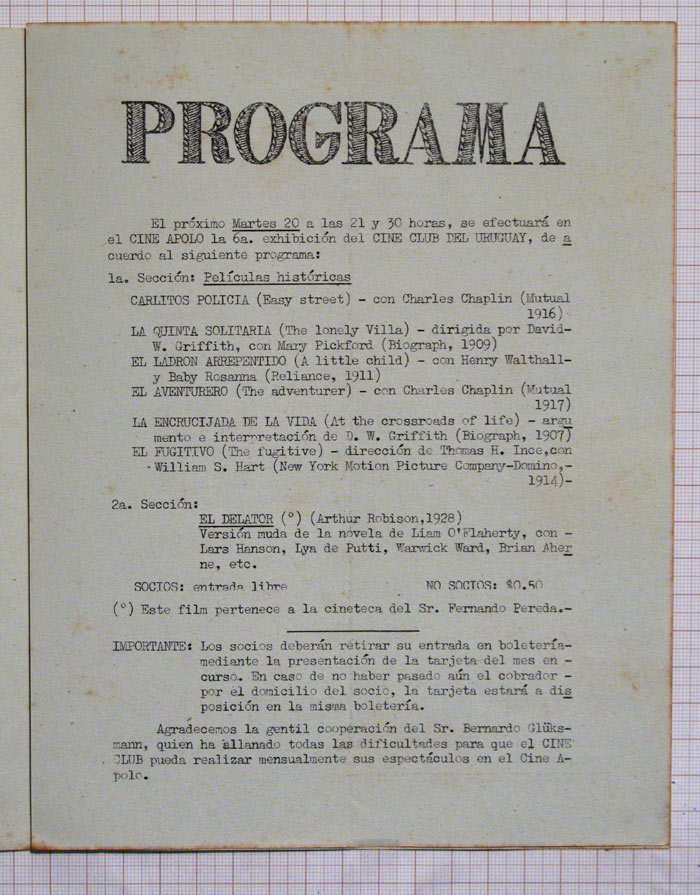 PROGRAMA
El próximo Martes 20 a las 21 y 30 horas, se efectuará en
el CINE APOLO la 6a. exhibición del CINE CLUB DEL URUGUAY, de a
cuerdo al siguiente programa:
1a. Sección: Películas históricas
CARLITOS POLICIA (Easy street) - con Charles Chaplin (Mutual
1916)
LA QUINTA SOLITARIA (The lonely Villa) - dirigida por David-
W. Griffith, con Mary Pickford (Biograph, 1909)
EL LADRON ARREPENTIDO (A little child) - con Henry Walthall-
y Baby Rosanna (Reliance, 1911)
EL AVENTURERO (The adventurer) - con Charles Chaplin (Mutual
1917)
LA ENCRUCIJADA DE LA VIDA (At the crossroads of life) - argu
mento e interpretación de D. W. Griffith (Biograph, 1907)
EL FUGITIVO (The fugitive) - dirección de Thomas H. Ince,con
William S. Hart (New York Motion Picture Company-Domino,-
1914)-
2a. Sección:
EL DELATOR (°) (Arthur Robison,1928)
Versión muda de la novela de Liam O'Flaherty, con -
Lars Hanson, Lya de Putti, Warwick Ward, Brian Aher
ne, etc.
SOCIOS: entrada libre NO SOCIOS: $0.50
(°) Este film pertenece a la cineteca del Sr. Fernando Pereda.-
IMPORTANTE: Los socios deberán retirar su entrada en boletería-
mediante la presentación de la tarjeta del mes en -
curso. En caso de no haber pasado aún el cobrador -
por el domicilio del socio, la tarjeta estará a dis
posición en la misma boletería.
Agradecemos la gentil cooperación del Sr. Bernardo Glüks-
mann, quien ha allanado todas las dificultades para que el CINE
CLUB pueda realizar mensualmente sus espectáculos en el Cine A-
polo.